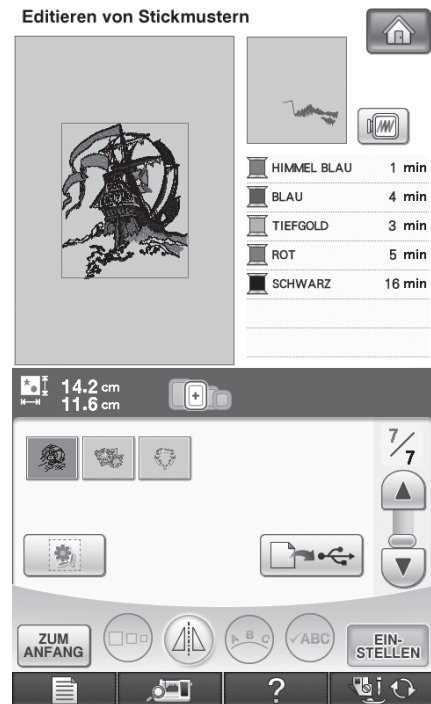 Editieren von Stickmustern
HIMMEL BLAU 1 min
BLAU 4 min
TIEFGOLD 3 min
ROT 5 min
SCHWARZ 16 min
14.2 cm
11.6 cm
7/7
ZUM
ANFANG
A B C
✓ABC
EIN-
STELLEN
?